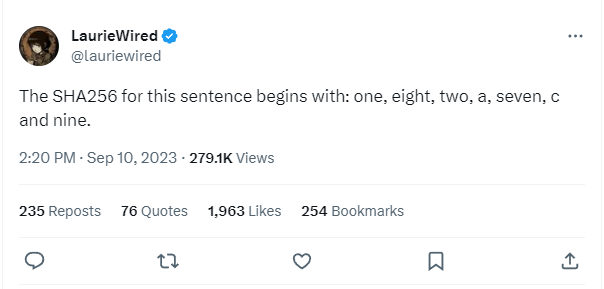 LaurieWired
@lauriewired
The SHA256 for this sentence begins with: one, eight, two, a, seven, c
and nine.
2:20 PM · Sep 10, 2023 · 279.1K Views
235 Reposts 76 Quotes 1,963 Likes 254 Bookmarks